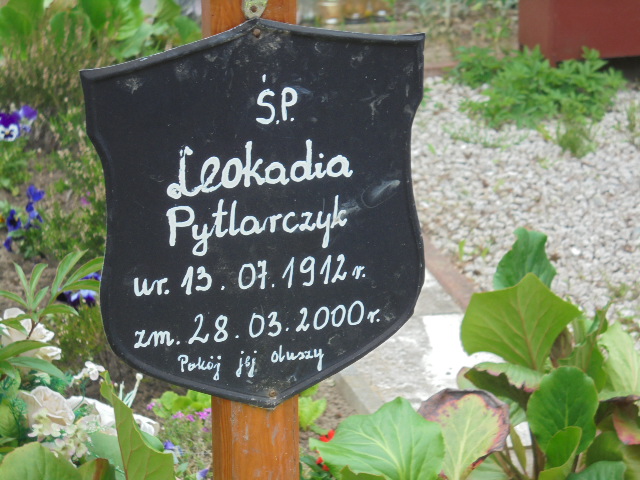 Ś.P.
Leokadia
Pytlarczyk
ur. 13. 07. 1912 r.
zm. 28. 03. 2000 r.
Pokój jej duszy